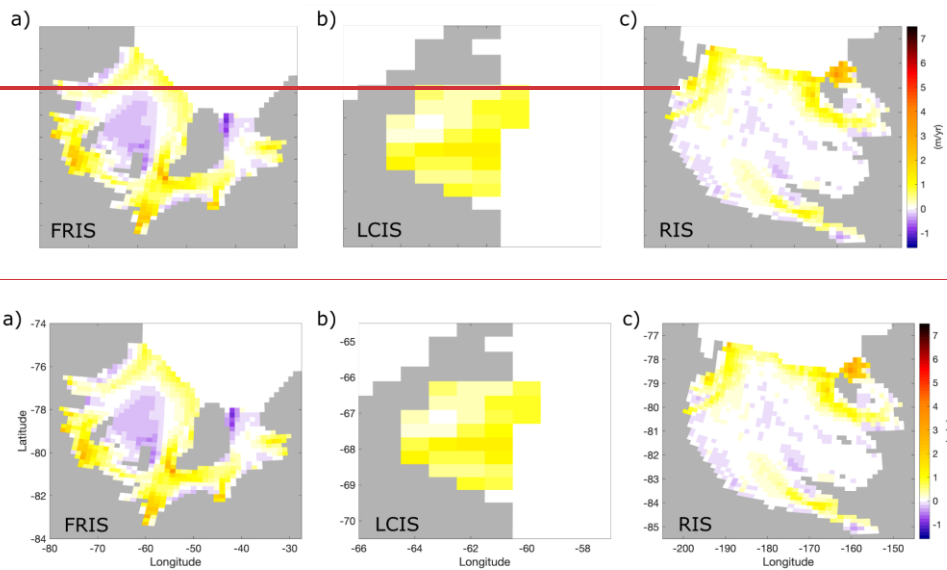 a)
b)
c)
FRIS
LCIS
RIS
7
6
5
4
3
2
1
0
-1
(m/yr)
a)
b)
c)
-74
-76
-78
-80
-82
-84
Latitude
FRIS
-80 -70 -60 -50 -40 -30
Longitude
-65
-66
-67
-68
-69
-70
LCIS
-66 -64 -62 -60 -58
Longitude
-77
-78
-79
-80
-81
-82
-83
-84
-85
RIS
-200 -190 -180 -170 -160 -150
Longitude
7
6
5
4
3
2
1
0
-1